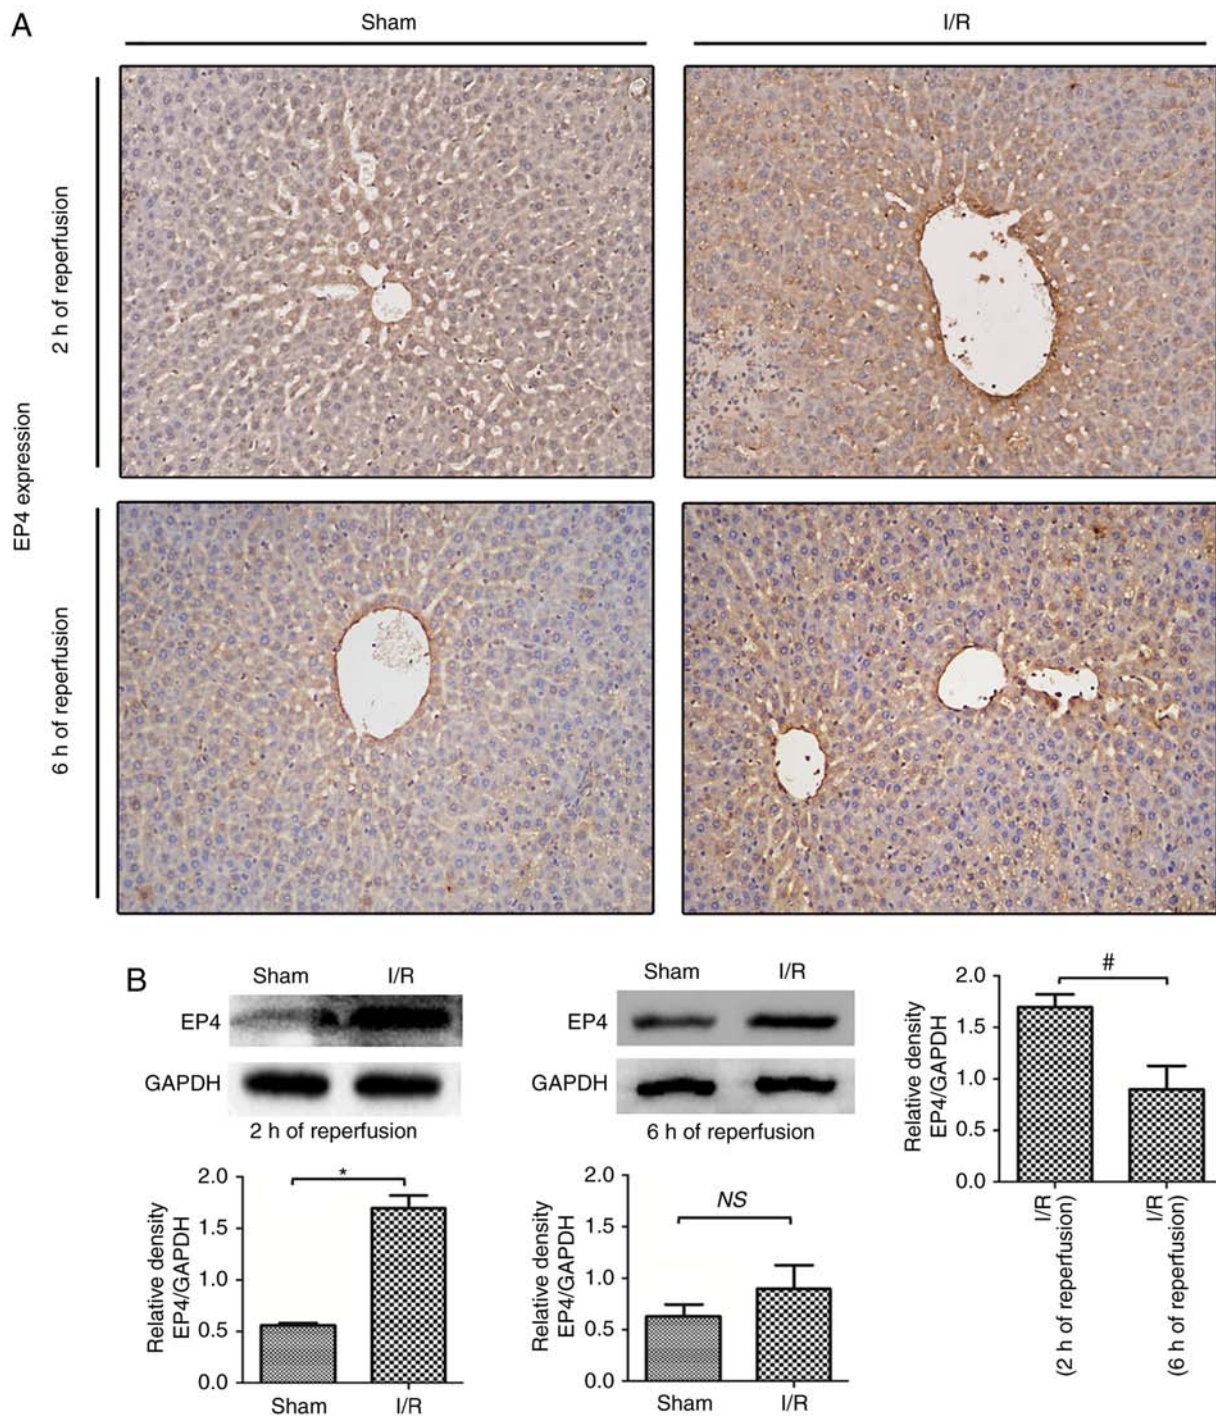 A
Sham
I/R
EP4 expression
2 h of reperfusion
6 h of reperfusion
B
Sham
I/R
EP4
GAPDH
2 h of reperfusion
Relative density
EP4/GAPDH
2.0
1.5
1.0
0.5
0.0
*
Sham
I/R
Sham
I/R
EP4
GAPDH
6 h of reperfusion
Relative density
EP4/GAPDH
2.0
1.5
1.0
0.5
0.0
NS
Sham
I/R
Relative density
EP4/GAPDH
2.0
1.5
1.0
0.5
0.0
#
I/R
(2 h of reperfusion)
I/R
(6 h of reperfusion)